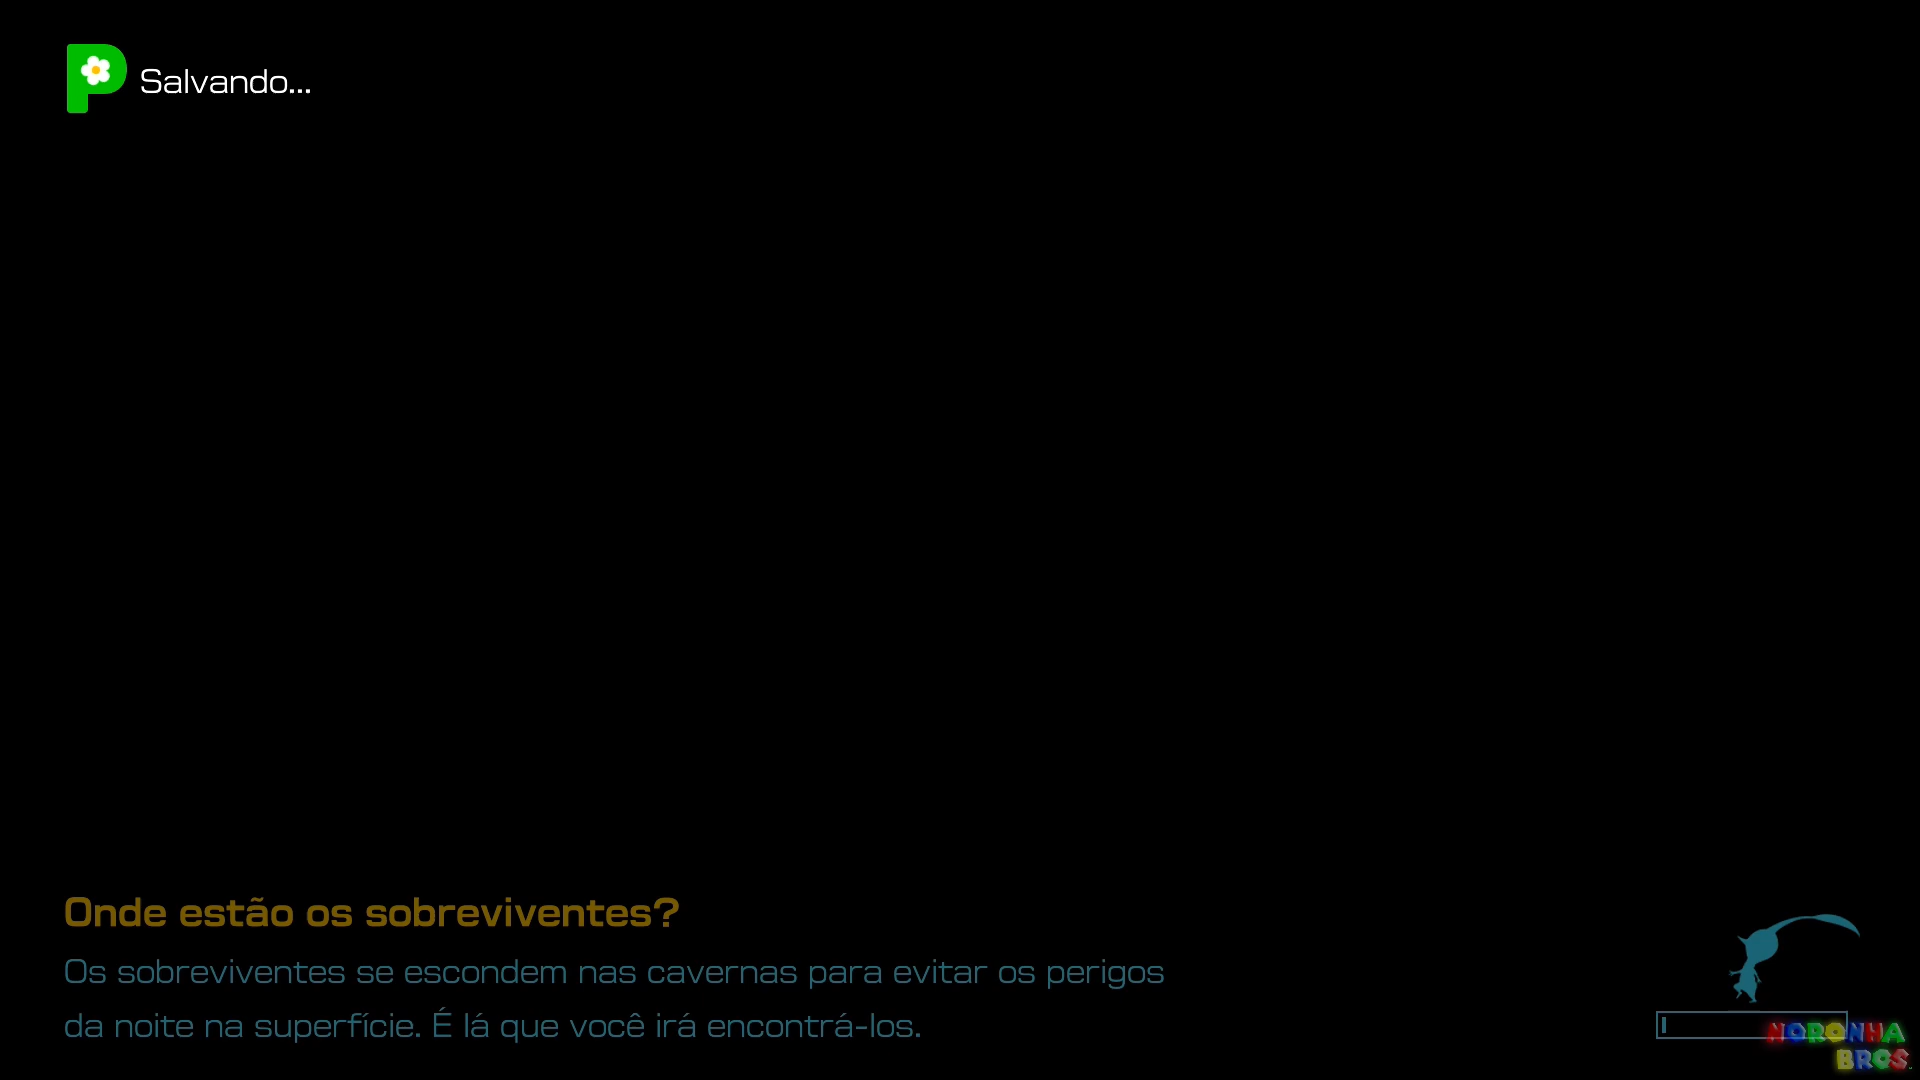 P Salvando...
Onde estão os sobreviventes?
Os sobreviventes se escondem nas cavernas para evitar os perigos
da noite na superfície. É lá que você irá encontrá-los.
NORONHA
BROS.